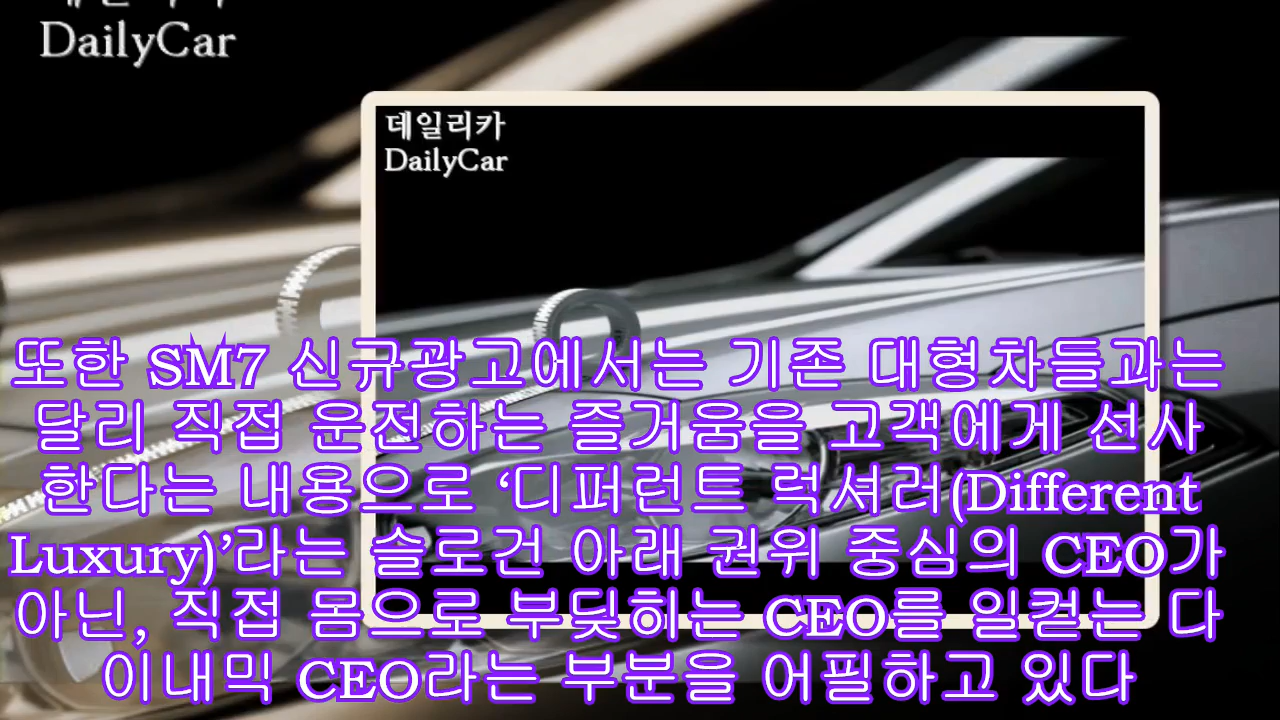 DailyCar
데일리카
DailyCar
또한 SM7 신규광고에서는 기존 대형차들과는
달리 직접 운전하는 즐거움을 고객에게 선사
한다는 내용으로 ‘디퍼런트 럭셔러(Different
Luxury)’라는 슬로건 아래 권위 중심의 CEO가
아닌, 직접 몸으로 부딪히는 CEO를 일컫는 다
이내믹 CEO라는 부분을 어필하고 있다